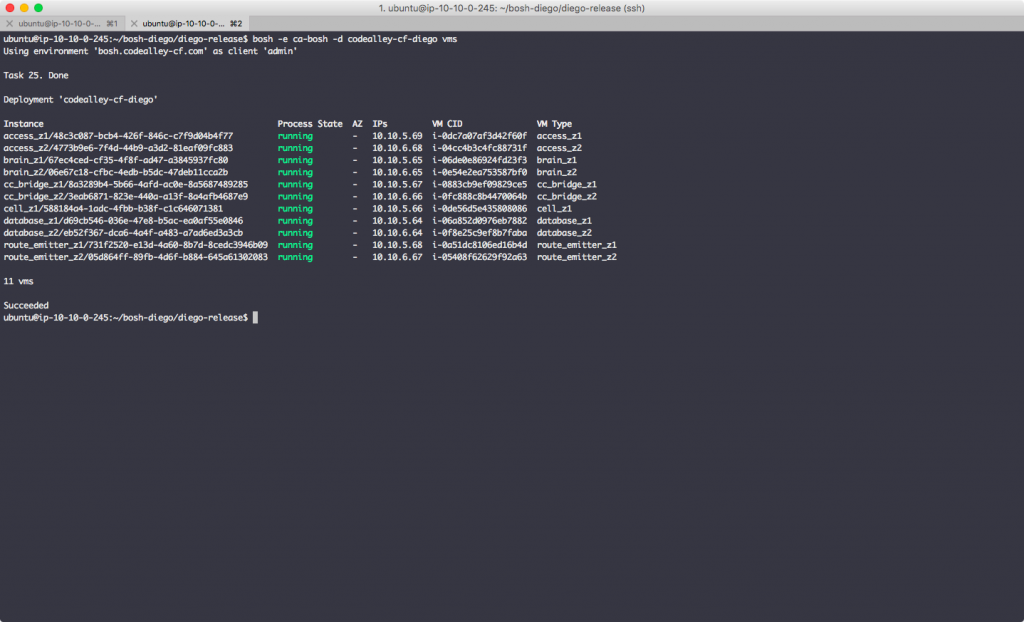 1. ubuntu@ip-10-10-0-245: ~/bosh-diego/diego-release (ssh)
ubuntu@ip-10-10-0-... ⌘1 ubuntu@ip-10-10-0-... ⌘2
ubuntu@ip-10-10-0-245:~/bosh-diego/diego-release$ bosh -e ca-bosh -d codealley-cf-diego vms
Using environment 'bosh.codealley-cf.com' as client 'admin'
Task 25. Done
Deployment 'codealley-cf-diego'
Instance Process State AZ IPs VM CID VM Type
access_z1/48c3c087-bcb4-426f-846c-c7f9d04b4f77 running - 10.10.5.69 i-0dc7a07af3d42f60f access_z1
access_z2/4773b9e6-7f4d-44b9-a3d2-81eaf09fc883 running - 10.10.6.68 i-04cc4b3c4fc88731f access_z2
brain_z1/67ec4ced-cf35-4f8f-ad47-a3845937fc80 running - 10.10.5.65 i-06de0e86924fd23f3 brain_z1
brain_z2/06e67c18-cfbc-4edb-b5dc-47deb11cca2b running - 10.10.6.65 i-0e54e2ea753587bf0 brain_z2
cc_bridge_z1/8a3289b4-5b66-4afd-ac0e-8a5687489285 running - 10.10.5.67 i-0883cb9ef09829ce5 cc_bridge_z1
cc_bridge_z2/3eab6871-823e-440a-a13f-8a4afb4687e9 running - 10.10.6.66 i-0fc888c8b4470064b cc_bridge_z2
cell_z1/588184a4-1adc-4fbb-b38f-c1c646071381 running - 10.10.5.66 i-0de56d5e435808086 cell_z1
database_z1/d69cb546-036e-47e8-b5ac-ea0af55e0846 running - 10.10.5.64 i-06a852d0976eb7882 database_z1
database_z2/eb52f367-dca6-4a4f-a483-a7ad6ed3a3cb running - 10.10.6.64 i-0f8e25c9ef8b7faba database_z2
route_emitter_z1/731f2520-e13d-4a60-8b7d-8cedc3946b09 running - 10.10.5.68 i-0a51dc8106ed16b4d route_emitter_z1
route_emitter_z2/05d864ff-89fb-4d6f-b884-645a61302083 running - 10.10.6.67 i-05408f62629f92a63 route_emitter_z2
11 vms
Succeeded
ubuntu@ip-10-10-0-245:~/bosh-diego/diego-release$